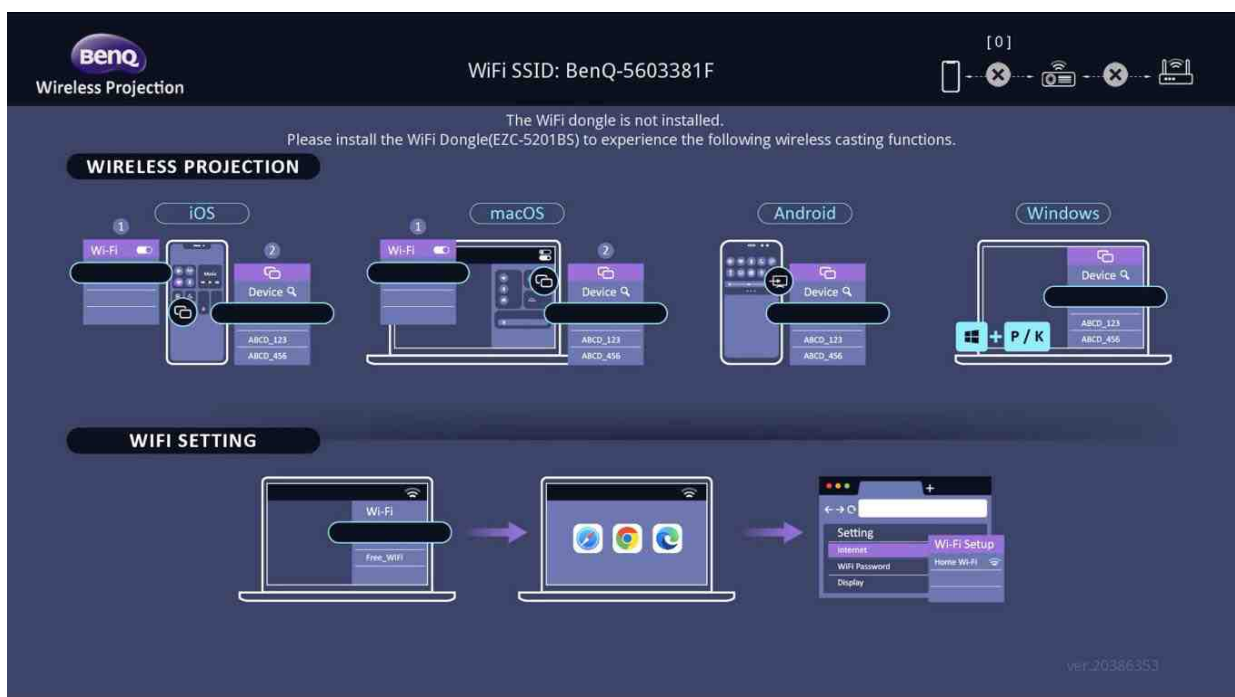 [0]
BenQ
WiFi SSID: BenQ-5603381F
Wireless Projection
The WiFi dongle is not installed.
Please install the WiFi Dongle(EZC-5201BS) to experience the following wireless casting functions.
WIRELESS PROJECTION
iOS
1
Wi-Fi
Music
2
Device
ABCD_123
ABCD_456
macOS
1
Wi-Fi
2
Device
ABCD_123
ABCD_456
Android
Device
ABCD_123
ABCD_456
Windows
Device
ABCD_123
ABCD_456
+ P / K
WIFI SETTING
Wi-Fi
Free_WIFI
+
Setting
Internet
WiFi Password
Display
Wi-Fi Setup
Home Wi-Fi
ver.20386353